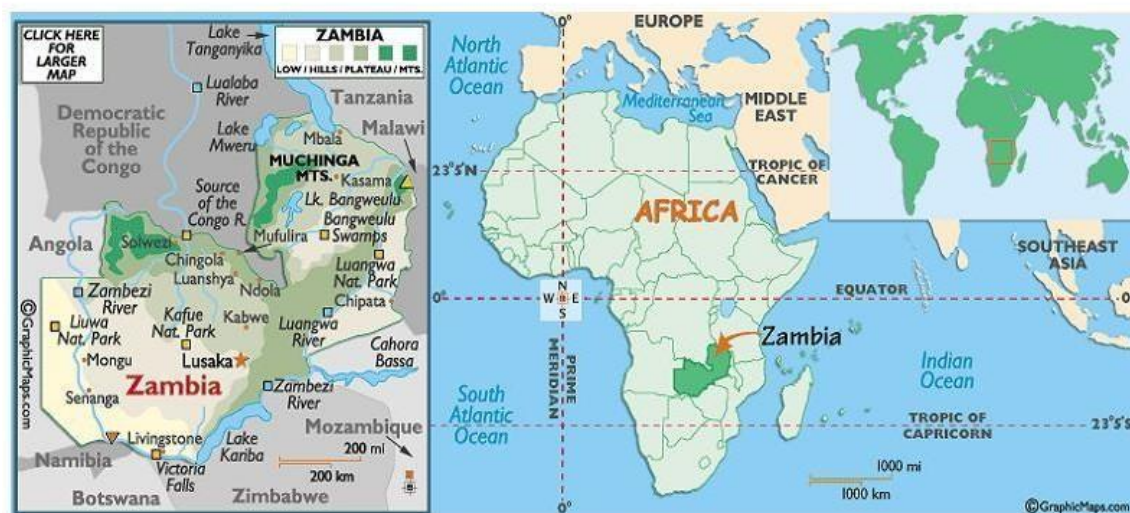 CLICK HERE
FOR
LARGER
MAP
Lake
Tanganyika
ZAMBIA
LOW / HILLS / PLATEAU / MTS.
Lualaba
River
Tanzania
Democratic
Republic
of the
Congo
Lake
Mweru
Mbala
Malawi
MUCHINGA
MTS.
Kasama
Source
of the
Congo R.
Lk. Bangweulu
Bangweulu
Swamps
Angola
Solwezi
Mufulira
Chingola
Luanshya
Luangwa
Nat. Park
Ndola
Chipata
Zambezi
River
Kafue
Nat. Park
Kabwe
Luangwa
River
Liuwa
Nat. Park
Mongu
Lusaka
Cahora
Bassa
Zambia
Senanga
Zambezi
River
Mozambique
Livingstone
Lake
Kariba
200 mi
200 km
Namibia
Victoria
Falls
Botswana
Zimbabwe
©GraphicMaps.com
0°
EUROPE
North
Atlantic
Ocean
Mediterranean
Sea
MIDDLE
EAST
23°5'N
TROPIC OF
CANCER
AFRICA
SOUTHEAST
ASIA
N
W E
S
0°
EQUATOR
0
Zambia
PRIME
MERIDIAN
Indian
Ocean
South
Atlantic
Ocean
TROPIC OF
CAPRICORN
23°5'S
1000 mi
1000 km
©GraphicMaps.com